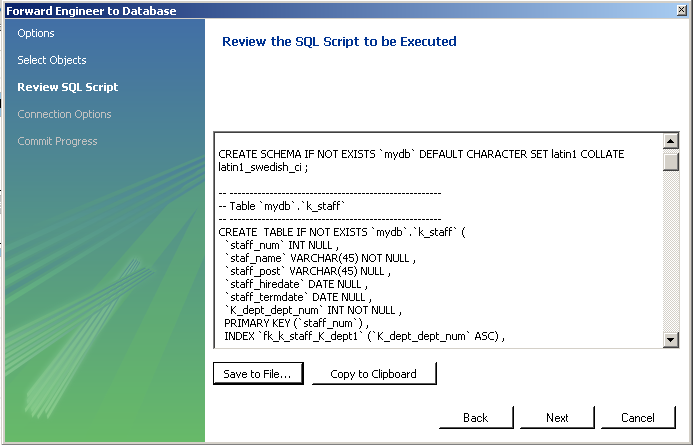 Forward Engineer to Database
Options
Select Objects
Review SQL Script
Connection Options
Commit Progress
Review the SQL Script to be Executed
CREATE SCHEMA IF NOT EXISTS `mydb` DEFAULT CHARACTER SET latin1 COLLATE
latin1_swedish_ci ;
-- -----------------------------------------------------
-- Table `mydb`.`k_staff`
-- -----------------------------------------------------
CREATE  TABLE IF NOT EXISTS `mydb`.`k_staff` (
  `staff_num` INT NULL ,
  `staf_name` VARCHAR(45) NOT NULL ,
  `staff_post` VARCHAR(45) NULL ,
  `staff_hiredate` DATE NULL ,
  `staff_termdate` DATE NULL ,
  `K_dept_dept_num` INT NOT NULL ,
  PRIMARY KEY (`staff_num`) ,
  INDEX `fk_k_staff_K_dept1` (`K_dept_dept_num` ASC) ,
Save to File...
Copy to Clipboard
Back
Next
Cancel